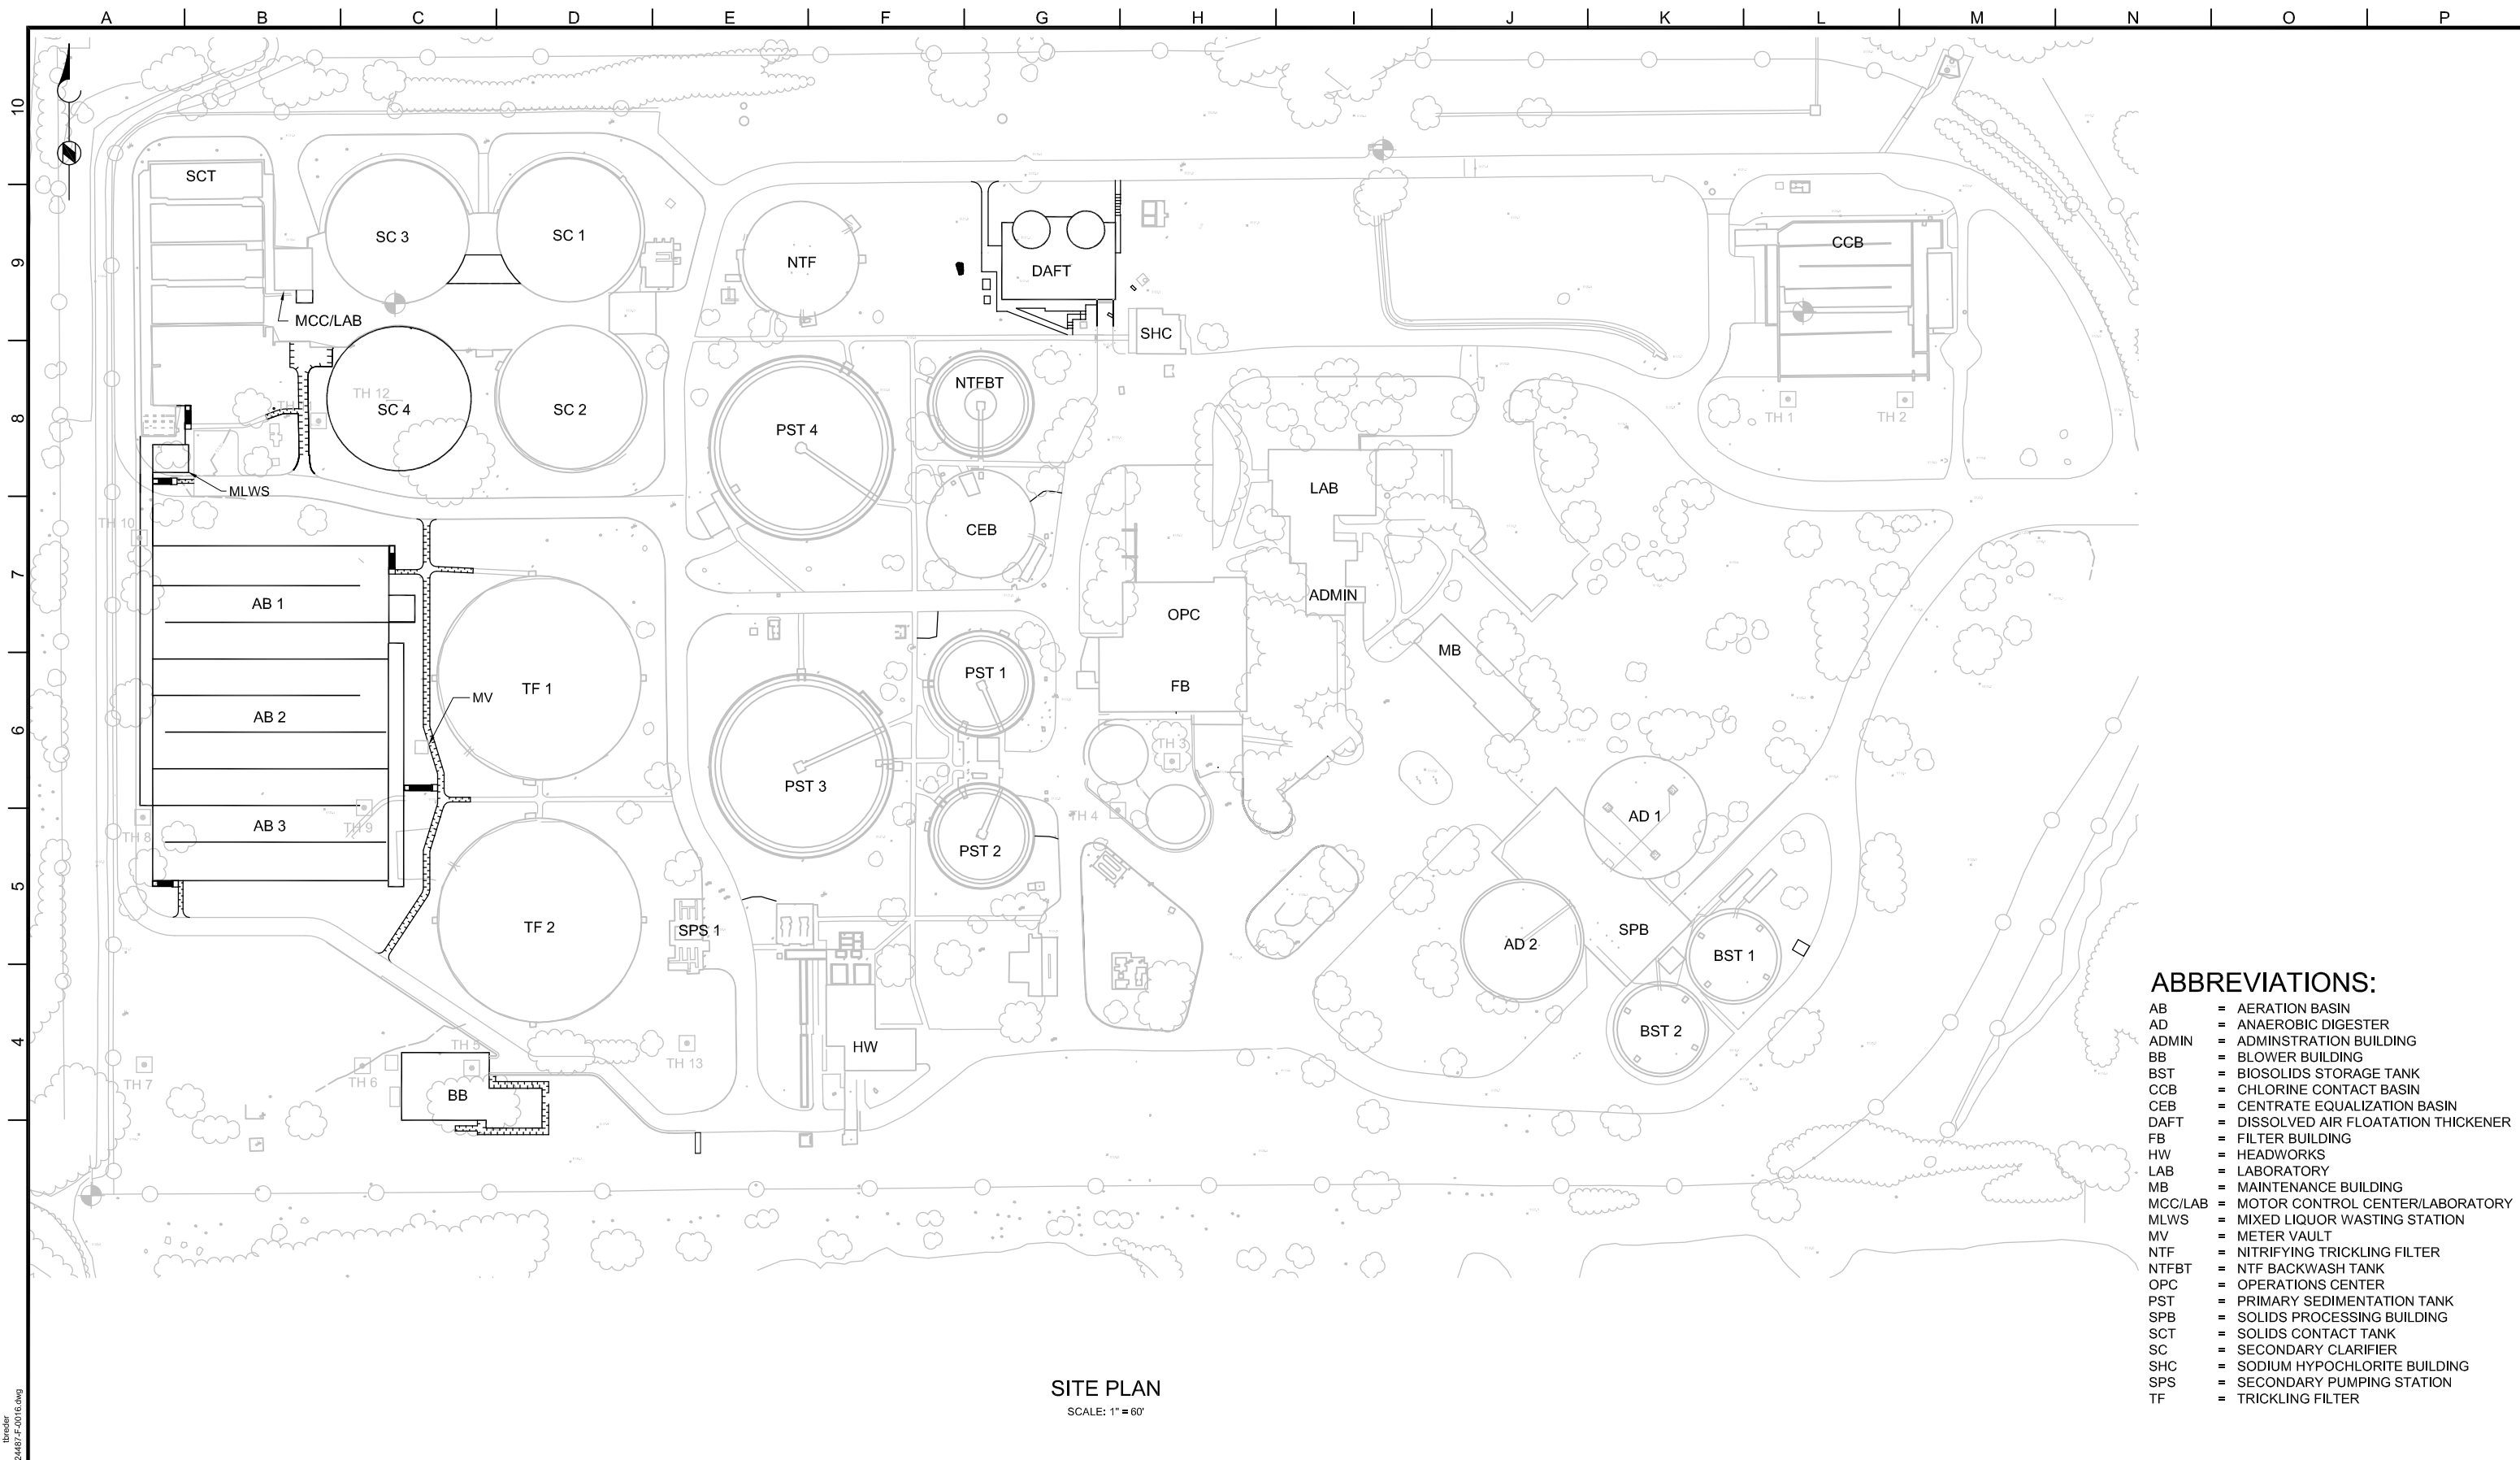 A B C D E F G H I J K L M N O P
10
9
8
7
6
5
4
SCT
SC 3
SC 1
NTF
DAFT
CCB
MCC/LAB
SHC
TH 12
SC 4
SC 2
NTFBT
PST 4
TH 1
TH 2
MLWS
LAB
TH 10
CEB
AB 1
ADMIN
OPC
MB
PST 1
TF 1
MV
FB
AB 2
TH 3
PST 3
AB 3
TH 8
TH 9
TH 4
AD 1
PST 2
TF 2
SPS 1
SPB
AD 2
BST 1
BST 2
HW
TH 5
TH 13
TH 7
TH 6
BB
ABBREVIATIONS:
AB = AERATION BASIN
AD = ANAEROBIC DIGESTER
ADMIN = ADMINSTRATION BUILDING
BB = BLOWER BUILDING
BST = BIOSOLIDS STORAGE TANK
CCB = CHLORINE CONTACT BASIN
CEB = CENTRATE EQUALIZATION BASIN
DAFT = DISSOLVED AIR FLOATATION THICKENER
FB = FILTER BUILDING
HW = HEADWORKS
LAB = LABORATORY
MB = MAINTENANCE BUILDING
MCC/LAB = MOTOR CONTROL CENTER/LABORATORY
MLWS = MIXED LIQUOR WASTING STATION
MV = METER VAULT
NTF = NITRIFYING TRICKLING FILTER
NTFBT = NTF BACKWASH TANK
OPC = OPERATIONS CENTER
PST = PRIMARY SEDIMENTATION TANK
SPB = SOLIDS PROCESSING BUILDING
SCT = SOLIDS CONTACT TANK
SC = SECONDARY CLARIFIER
SHC = SODIUM HYPOCHLORITE BUILDING
SPS = SECONDARY PUMPING STATION
TF = TRICKLING FILTER
SITE PLAN
SCALE: 1" = 60'
tbreder
24487-F-A-0016.dwg